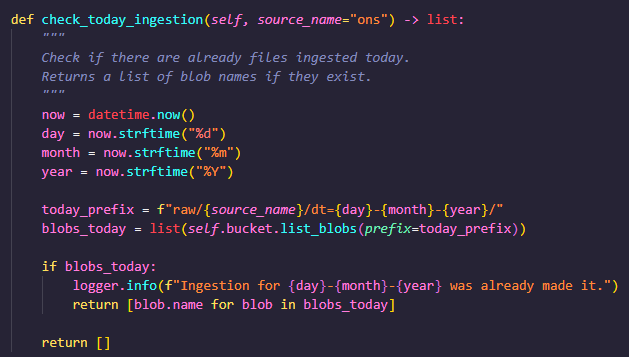 def check_today_ingestion(self, source_name="ons") -> list:
    """
    Check if there are already files ingested today.
    Returns a list of blob names if they exist.
    """
    now = datetime.now()
    day = now.strftime("%d")
    month = now.strftime("%m")
    year = now.strftime("%Y")

    today_prefix = f"raw/{source_name}/dt={day}-{month}-{year}/"
    blobs_today = list(self.bucket.list_blobs(prefix=today_prefix))

    if blobs_today:
        logger.info(f"Ingestion for {day}-{month}-{year} was already made it.")
        return [blob.name for blob in blobs_today]

    return []